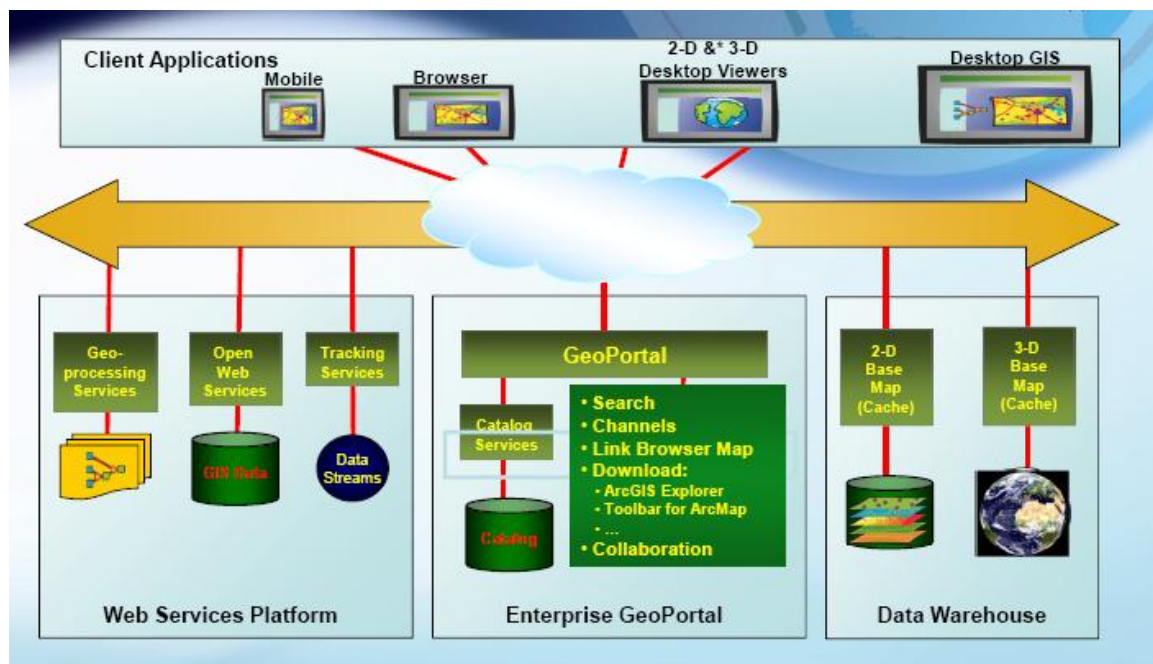 Client Applications
Mobile
Browser
2-D &* 3-D
Desktop Viewers
Desktop GIS
Geo-
processing
Services
Open
Web
Services
Tracking
Services
GIS Data
Data
Streams
Web Services Platform
GeoPortal
Catalog
Services
Catalog
• Search
• Channels
• Link Browser Map
• Download:
• ArcGIS Explorer
• Toolbar for ArcMap
• ...
• Collaboration
Enterprise GeoPortal
2-D
Base
Map
(Cache)
3-D
Base
Map
(Cache)
Data Warehouse